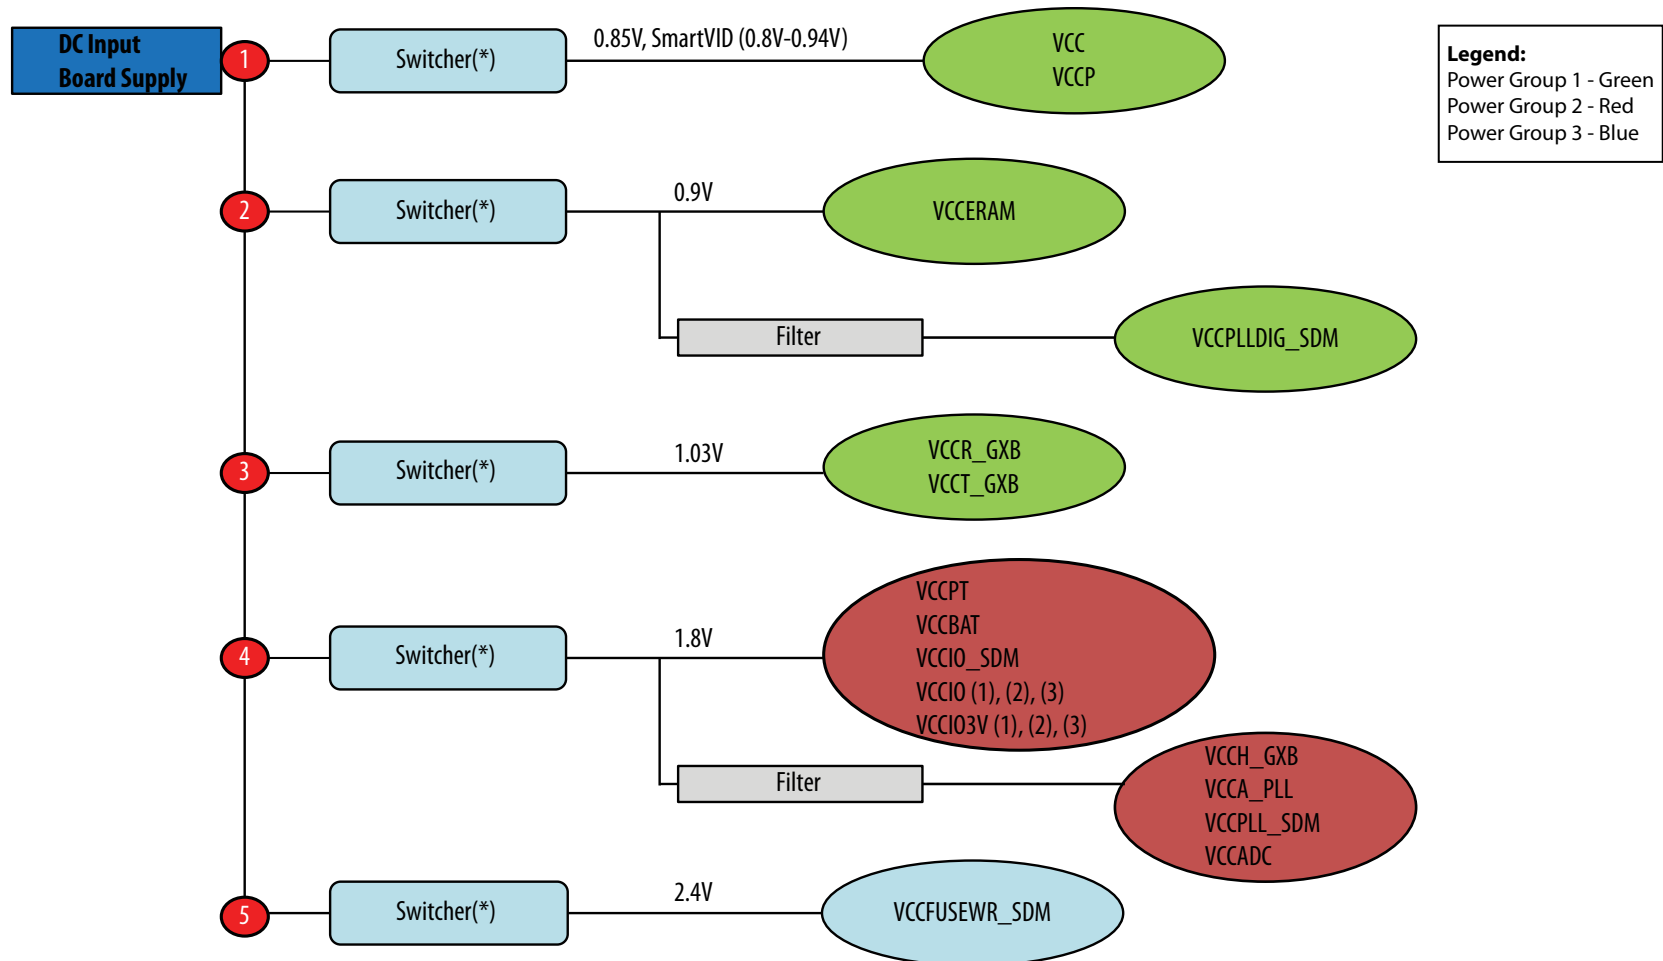 DC Input
Board Supply
1
Switcher(*)
0.85V, SmartVID (0.8V-0.94V)
VCC
VCCP
Legend:
Power Group 1 - Green
Power Group 2 - Red
Power Group 3 - Blue
2
Switcher(*)
0.9V
VCCERAM
Filter
VCCPLLDIG_SDM
3
Switcher(*)
1.03V
VCCR_GXB
VCCT_GXB
4
Switcher(*)
1.8V
VCCPT
VCCBAT
VCCIO_SDM
VCCIO (1), (2), (3)
VCCIO3V (1), (2), (3)
Filter
VCCH_GXB
VCCA_PLL
VCCPLL_SDM
VCCADC
5
Switcher(*)
2.4V
VCCFUSEWR_SDM